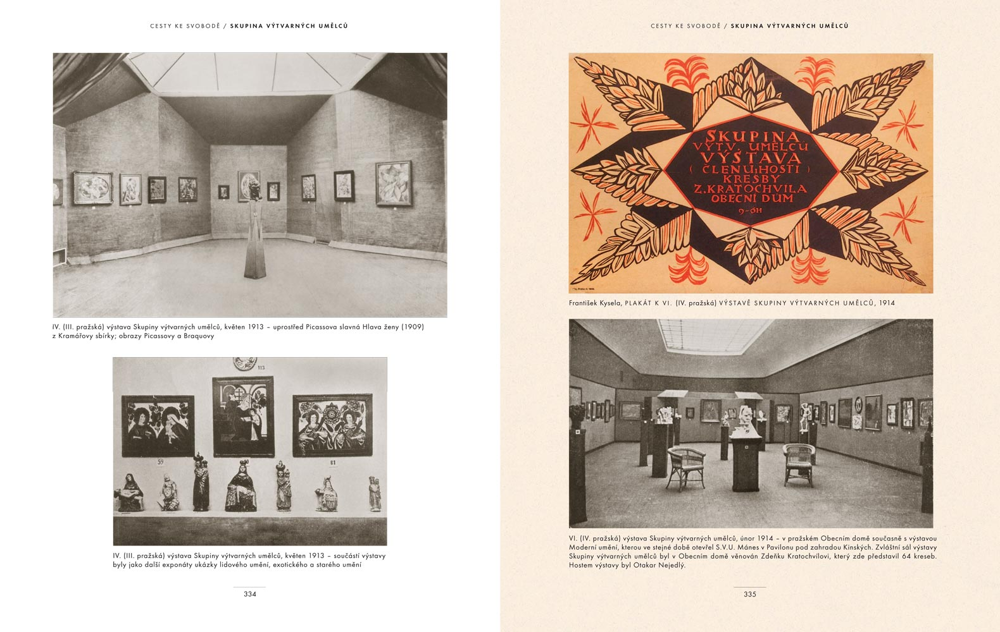 CESTY KE SVOBODĚ / SKUPINA VÝTVARNÝCH UMĚLCŮ
IV. (III. pražská) výstava Skupiny výtvarných umělců, květen 1913 – uprostřed Picassova slavná Hlava ženy (1909)
z Kramářovy sbírky; obrazy Picassovy a Braquovy
113
59
61
IV. (III. pražská) výstava Skupiny výtvarných umělců, květen 1913 – součástí výstavy
byly jako další exponáty ukázky lidového umění, exotického a starého umění
334
CESTY KE SVOBODĚ / SKUPINA VÝTVARNÝCH UMĚLCŮ
SKUPINA
VÝTV. UMĚLCŮ
VÝSTAVA
( ČLENŮ i HOSTÍ )
KRESBY
Z. KRATOCHVILA
OBECNÍ DŮM
9-6H
František Kysela, PLAKÁT K VI. (IV. pražská) VÝSTAVĚ SKUPINY VÝTVARNÝCH UMĚLCŮ, 1914
VI. (IV. pražská) výstava Skupiny výtvarných umělců, únor 1914 – v pražském Obecním domě současně s výstavou
Moderní umění, kterou ve stejné době otevřel S.V.U. Mánes v Pavilonu pod zahradou Kinských. Zvláštní sál výstavy
Skupiny výtvarných umělců byl v Obecním domě věnován Zdeňku Kratochvílovi, který zde představil 64 kreseb.
Hostem výstavy byl Otakar Nejedlý.
335